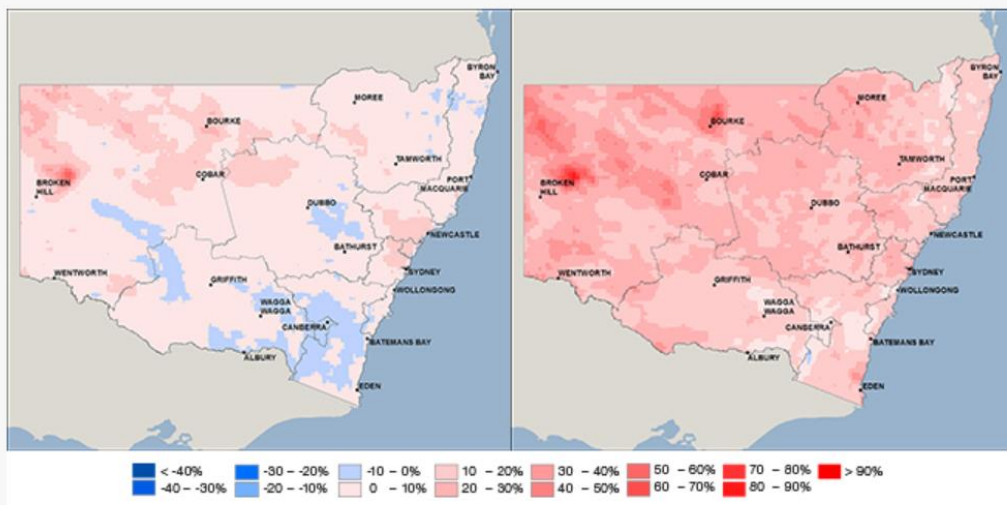 BYRON
BAY
MOREE
BOURKE
TAMWORTH
COBAR
PORT
MACQUARIE
BROKEN
HILL
DUBBO
NEWCASTLE
BATHURST
SYDNEY
WENTWORTH
GRIFFITH
WOLLONGONG
WAGGA
WAGGA
CANBERRA
BATEMANS BAY
ALBURY
EDEN
BYRON
BAY
MOREE
BOURKE
TAMWORTH
COBAR
PORT
MACQUARIE
BROKEN
HILL
DUBBO
NEWCASTLE
BATHURST
SYDNEY
WENTWORTH
GRIFFITH
WOLLONGONG
WAGGA
WAGGA
CANBERRA
BATEMANS BAY
ALBURY
EDEN
< -40% -30 – -20% -10 – 0% 10 – 20% 30 – 40% 50 – 60% 70 – 80% > 90%
-40 – -30% -20 – -10% 0 – 10% 20 – 30% 40 – 50% 60 – 70% 80 – 90%